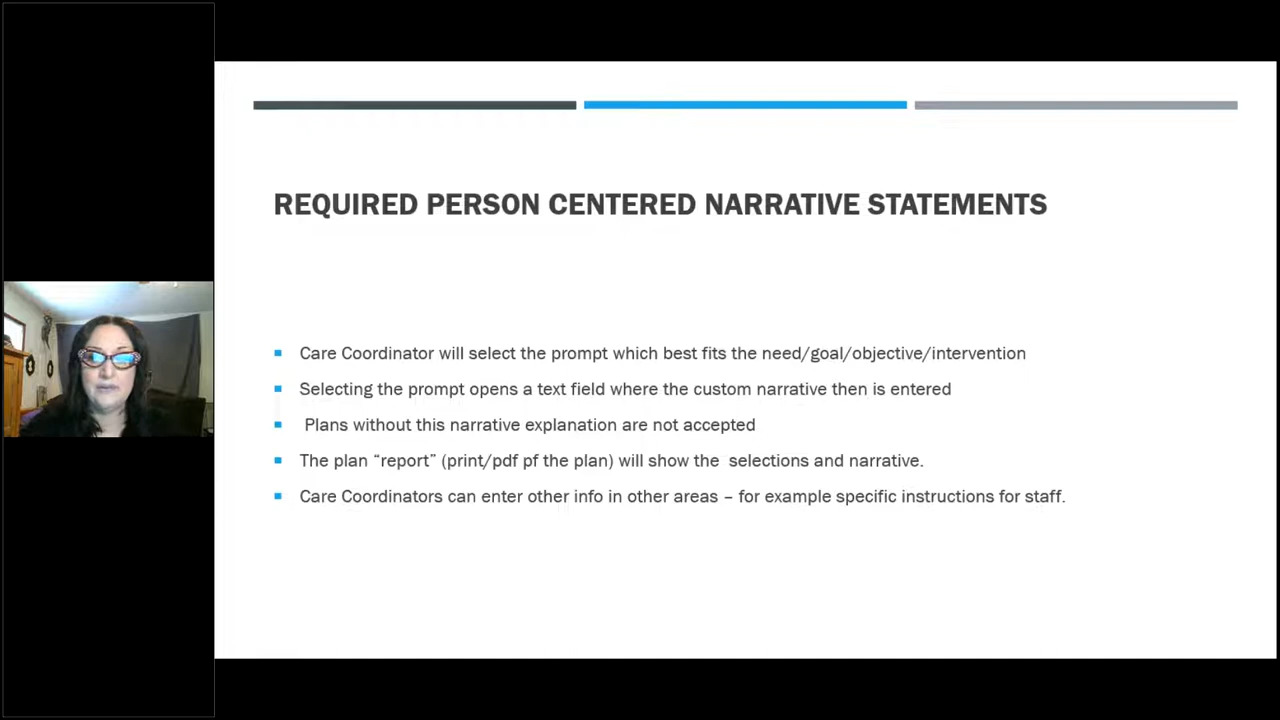 REQUIRED PERSON CENTERED NARRATIVE STATEMENTS
Care Coordinator will select the prompt which best fits the need/goal/objective/intervention
Selecting the prompt opens a text field where the custom narrative then is entered
Plans without this narrative explanation are not accepted
The plan “report” (print/pdf pf the plan) will show the  selections and narrative.
Care Coordinators can enter other info in other areas – for example specific instructions for staff.